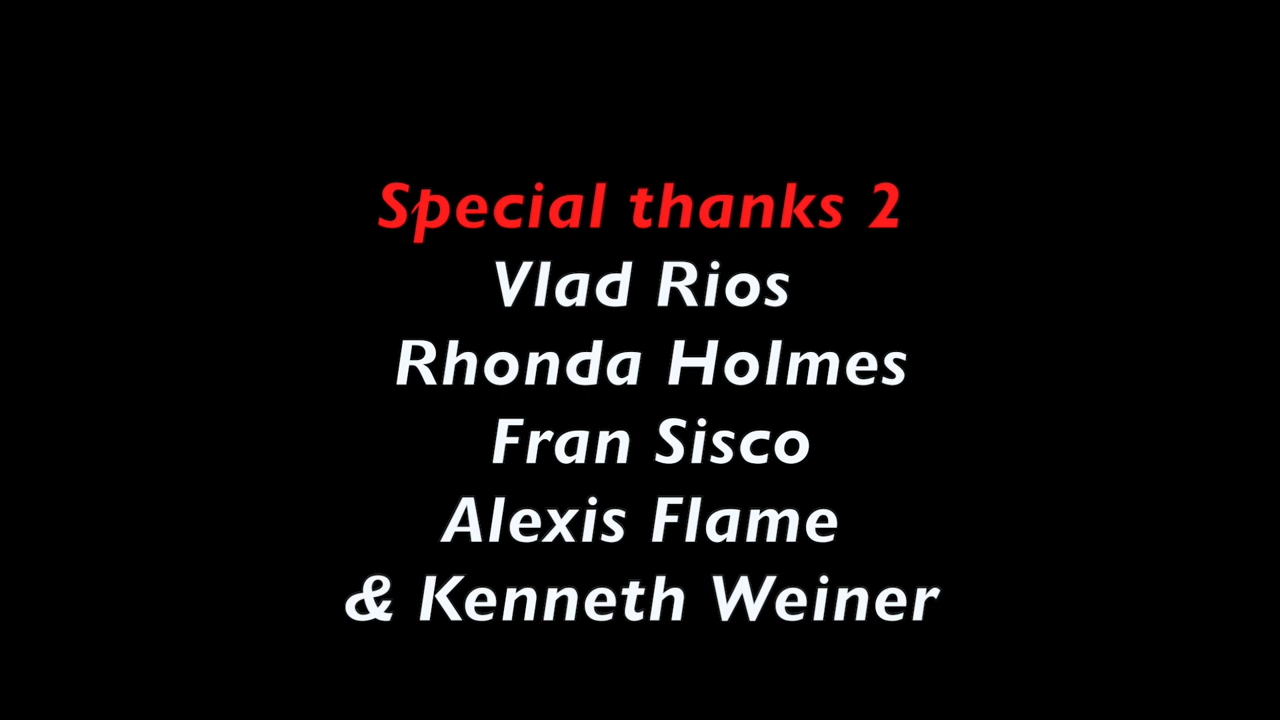 Special thanks 2
Vlad Rios
Rhonda Holmes
Fran Sisco
Alexis Flame
& Kenneth Weiner